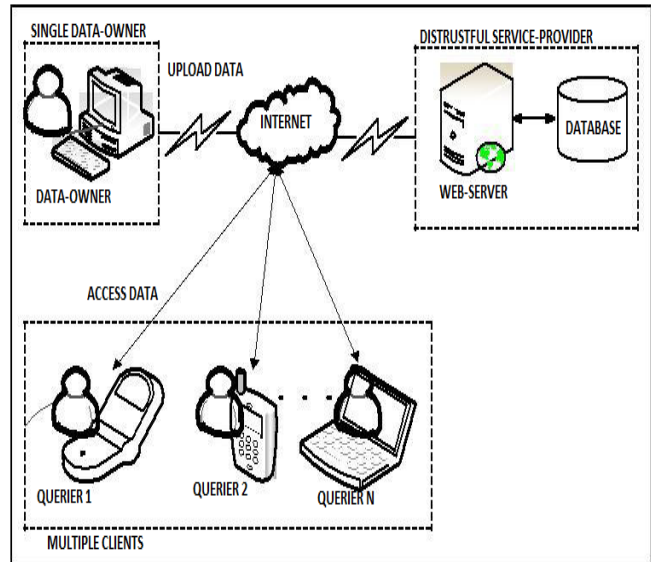 SINGLE DATA-OWNER
DISTRUSTFUL SERVICE-PROVIDER
UPLOAD DATA
INTERNET
DATABASE
DATA-OWNER
WEB-SERVER
ACCESS DATA
QUERIER 1
QUERIER 2
QUERIER N
MULTIPLE CLIENTS